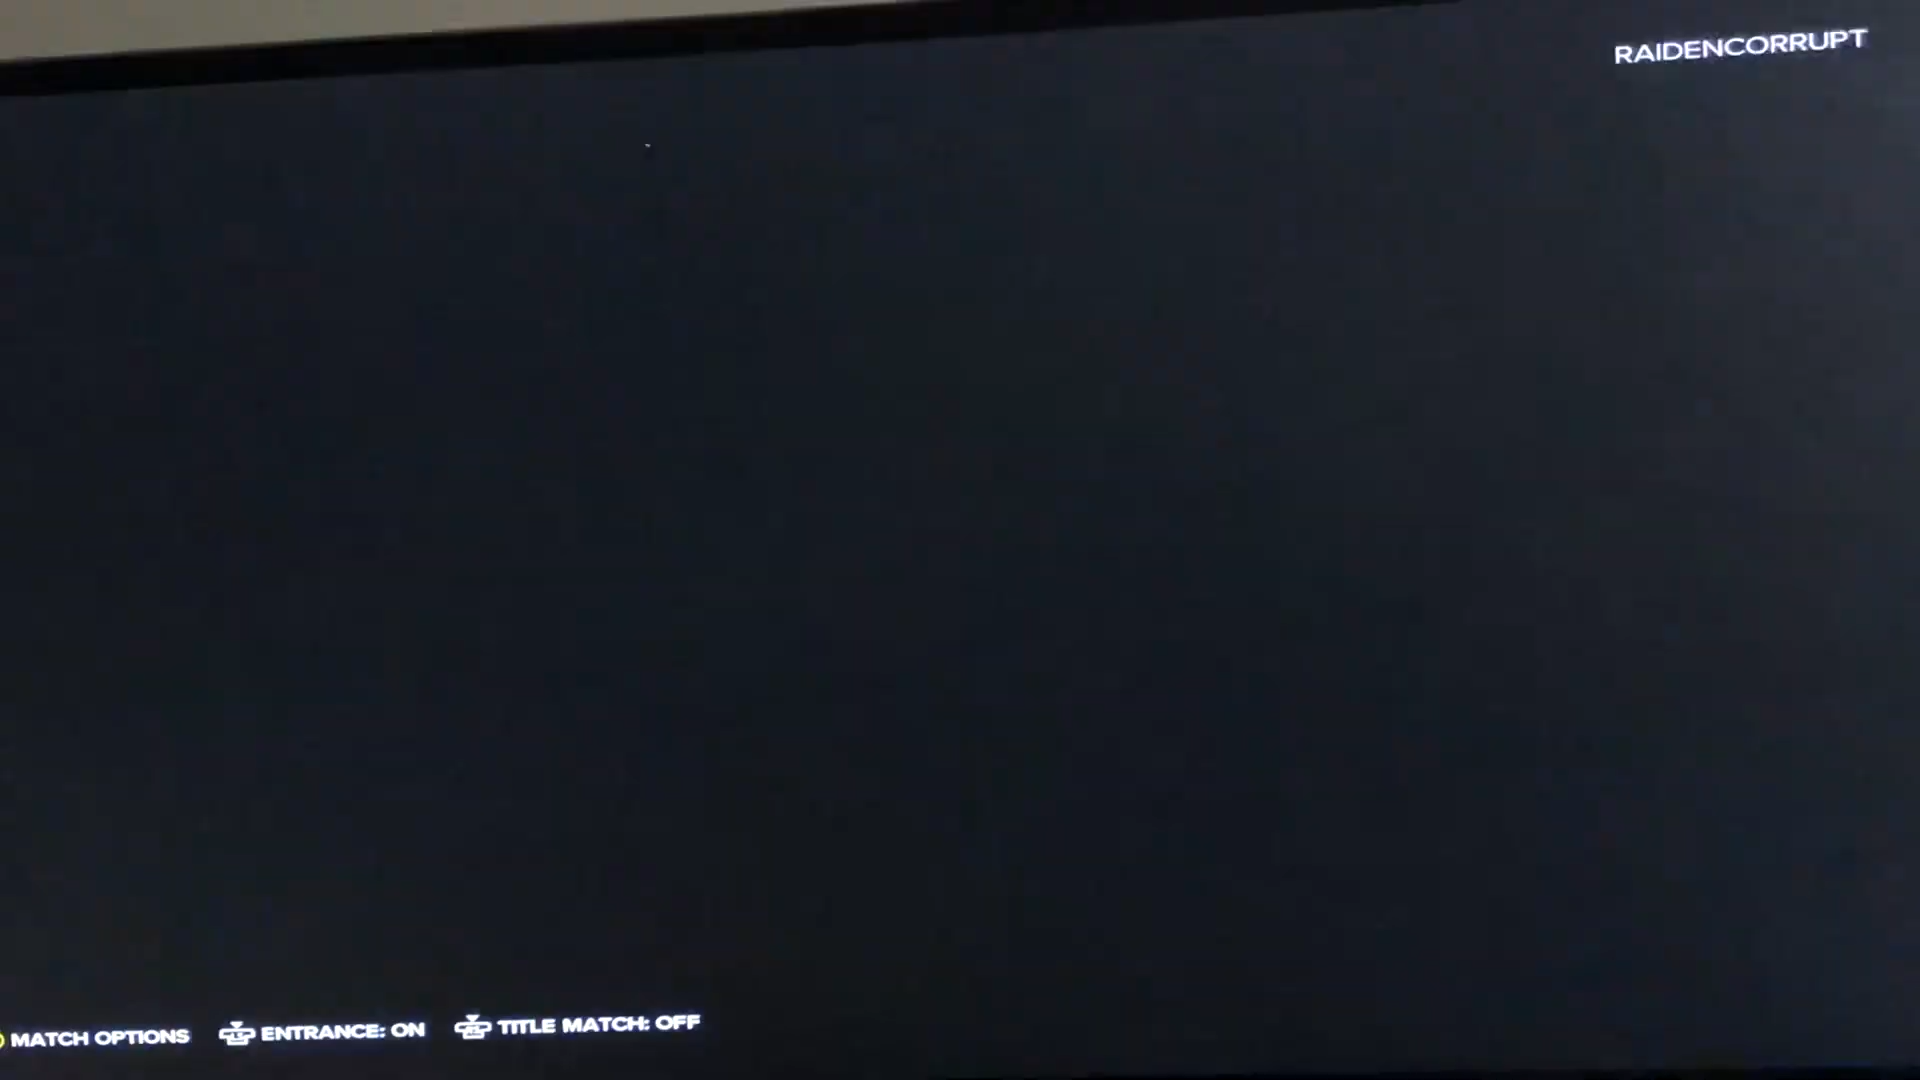 RAIDENCORRUPT
MATCH OPTIONS ENTRANCE: ON TITLE MATCH: OFF